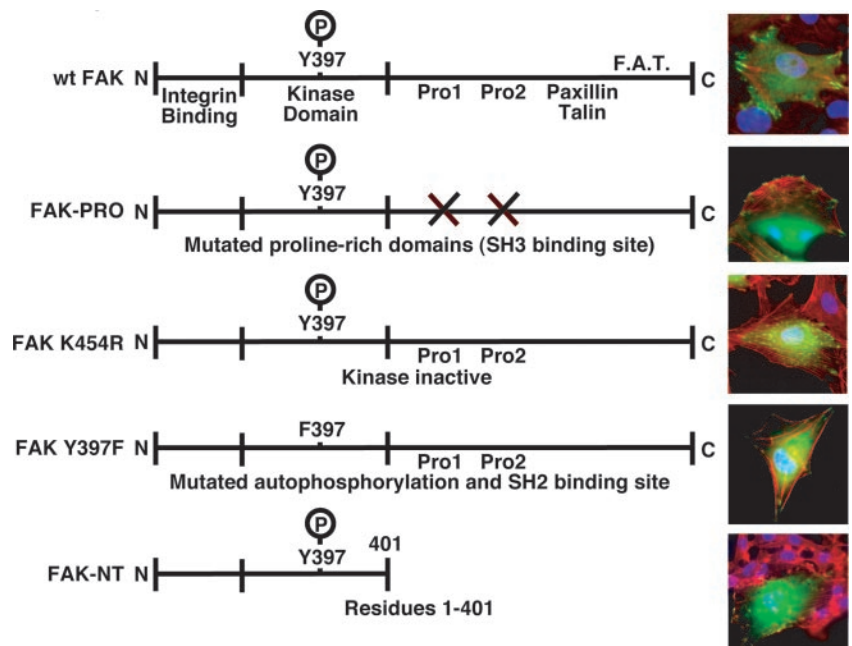 P
Y397
F.A.T.
wt FAK N C
Integrin Binding
Kinase Domain
Pro1 Pro2
Paxillin
Talin
P
Y397
FAK-PRO N C
Mutated proline-rich domains (SH3 binding site)
P
Y397
FAK K454R N C
Pro1 Pro2
Kinase inactive
F397
FAK Y397F N C
Pro1 Pro2
Mutated autophosphorylation and SH2 binding site
P
Y397 401
FAK-NT N
Residues 1-401